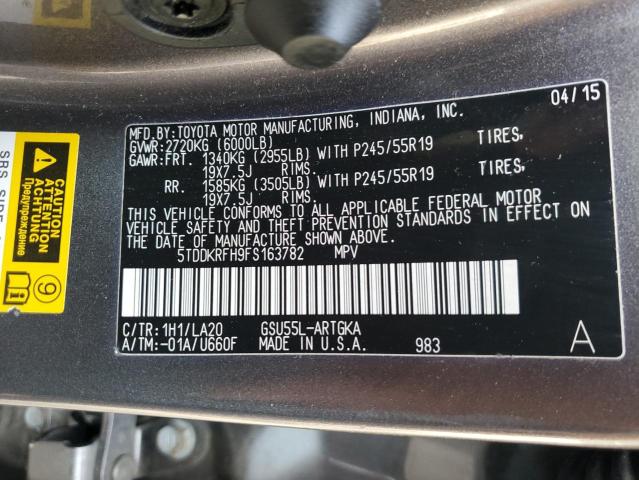 MFD.BY:TOYOTA MOTOR MANUFACTURING, INDIANA, INC. 04/15
GVWR:2720KG (6000LB)
GAWR:FRT. 1340KG (2955LB) WITH P245/55R19 TIRES,
19X7.5J RIMS.
RR. 1585KG (3505LB) WITH P245/55R19 TIRES,
19X7.5J RIMS.
THIS VEHICLE CONFORMS TO ALL APPLICABLE FEDERAL MOTOR
VEHICLE SAFETY AND THEFT PREVENTION STANDARDS IN EFFECT ON
THE DATE OF MANUFACTURE SHOWN ABOVE.
5TDDKRFH9FS163782 MPV
C/TR:1H1/LA20 GSU55L-ARTGKA
A/TM:-01A/U660F MADE IN U.S.A. 983 A
CAUTION
ATTENTION
ACHTUNG
Предупреждение
9
SRS SIDE